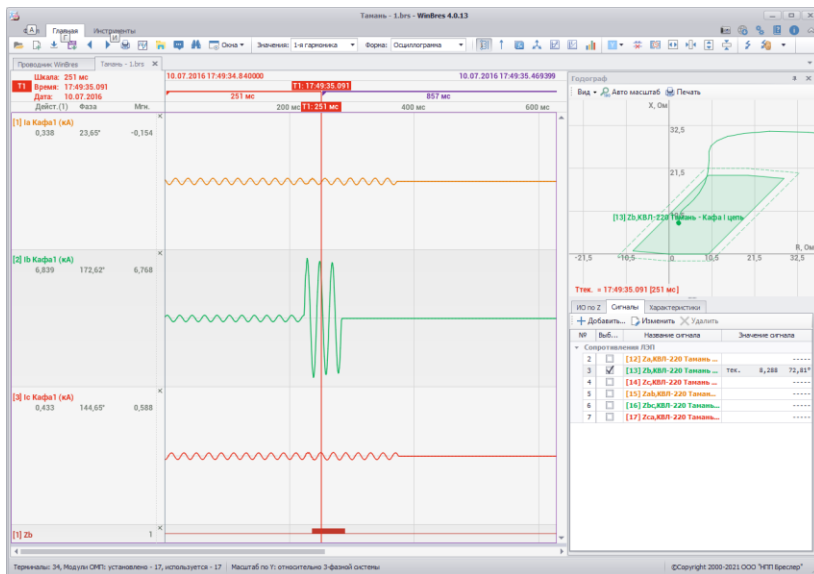 Тамань - 1.brs - WinBres 4.0.13
A Главная Инструменты
Г И
Окна Значения: 1-я гармоника Форма: Осциллограмма
Проводник WinBres Тамань - 1.brs
T1
Шкала: 251 мс
Время: 17:49:35.091
Дата: 10.07.2016
Дейст.(1) Фаза Мгн.
10.07.2016 17:49:34.840000 10.07.2016 17:49:35.469399
T1: 17:49:35.091
251 мс 857 мс
200 мс T1: 251 мс 400 мс 600 мс
[1] Ia Кафа1 (кА)
0,338 23,65° -0,154
[2] Ib Кафа1 (кА)
6,839 172,62° 6,768
[3] Ic Кафа1 (кА)
0,433 144,65° 0,588
[1] Zb 1
Годограф
Вид Авто масштаб Печать
X, Ом
32,5
21,5
[13] Zb,КВЛ-220 Тамань - Кафа I цепь
R, Ом
-21,5 -10,5 0 10,5 21,5 32,5
Tтек. = 17:49:35.091 [251 мс]
ИО по Z Сигналы Характеристики
Добавить... Изменить Удалить
№ Выб... Название сигнала Значение сигнала
Сопротивления ЛЭП
2 [12] Za,КВЛ-220 Тамань ... -----
3 [13] Zb,КВЛ-220 Тамань ... тек. 8,288 72,81°
4 [14] Zc,КВЛ-220 Тамань ... -----
5 [15] Zab,КВЛ-220 Тамань... -----
6 [16] Zbc,КВЛ-220 Тамань... -----
7 [17] Zca,КВЛ-220 Тамань... -----
Терминалы: 34, Модули ОМП: установлено - 17, используется - 17 Масштаб по Y: относительно 3-фазной системы ©Copyright 2000-2021 ООО "НПП Бреслер"